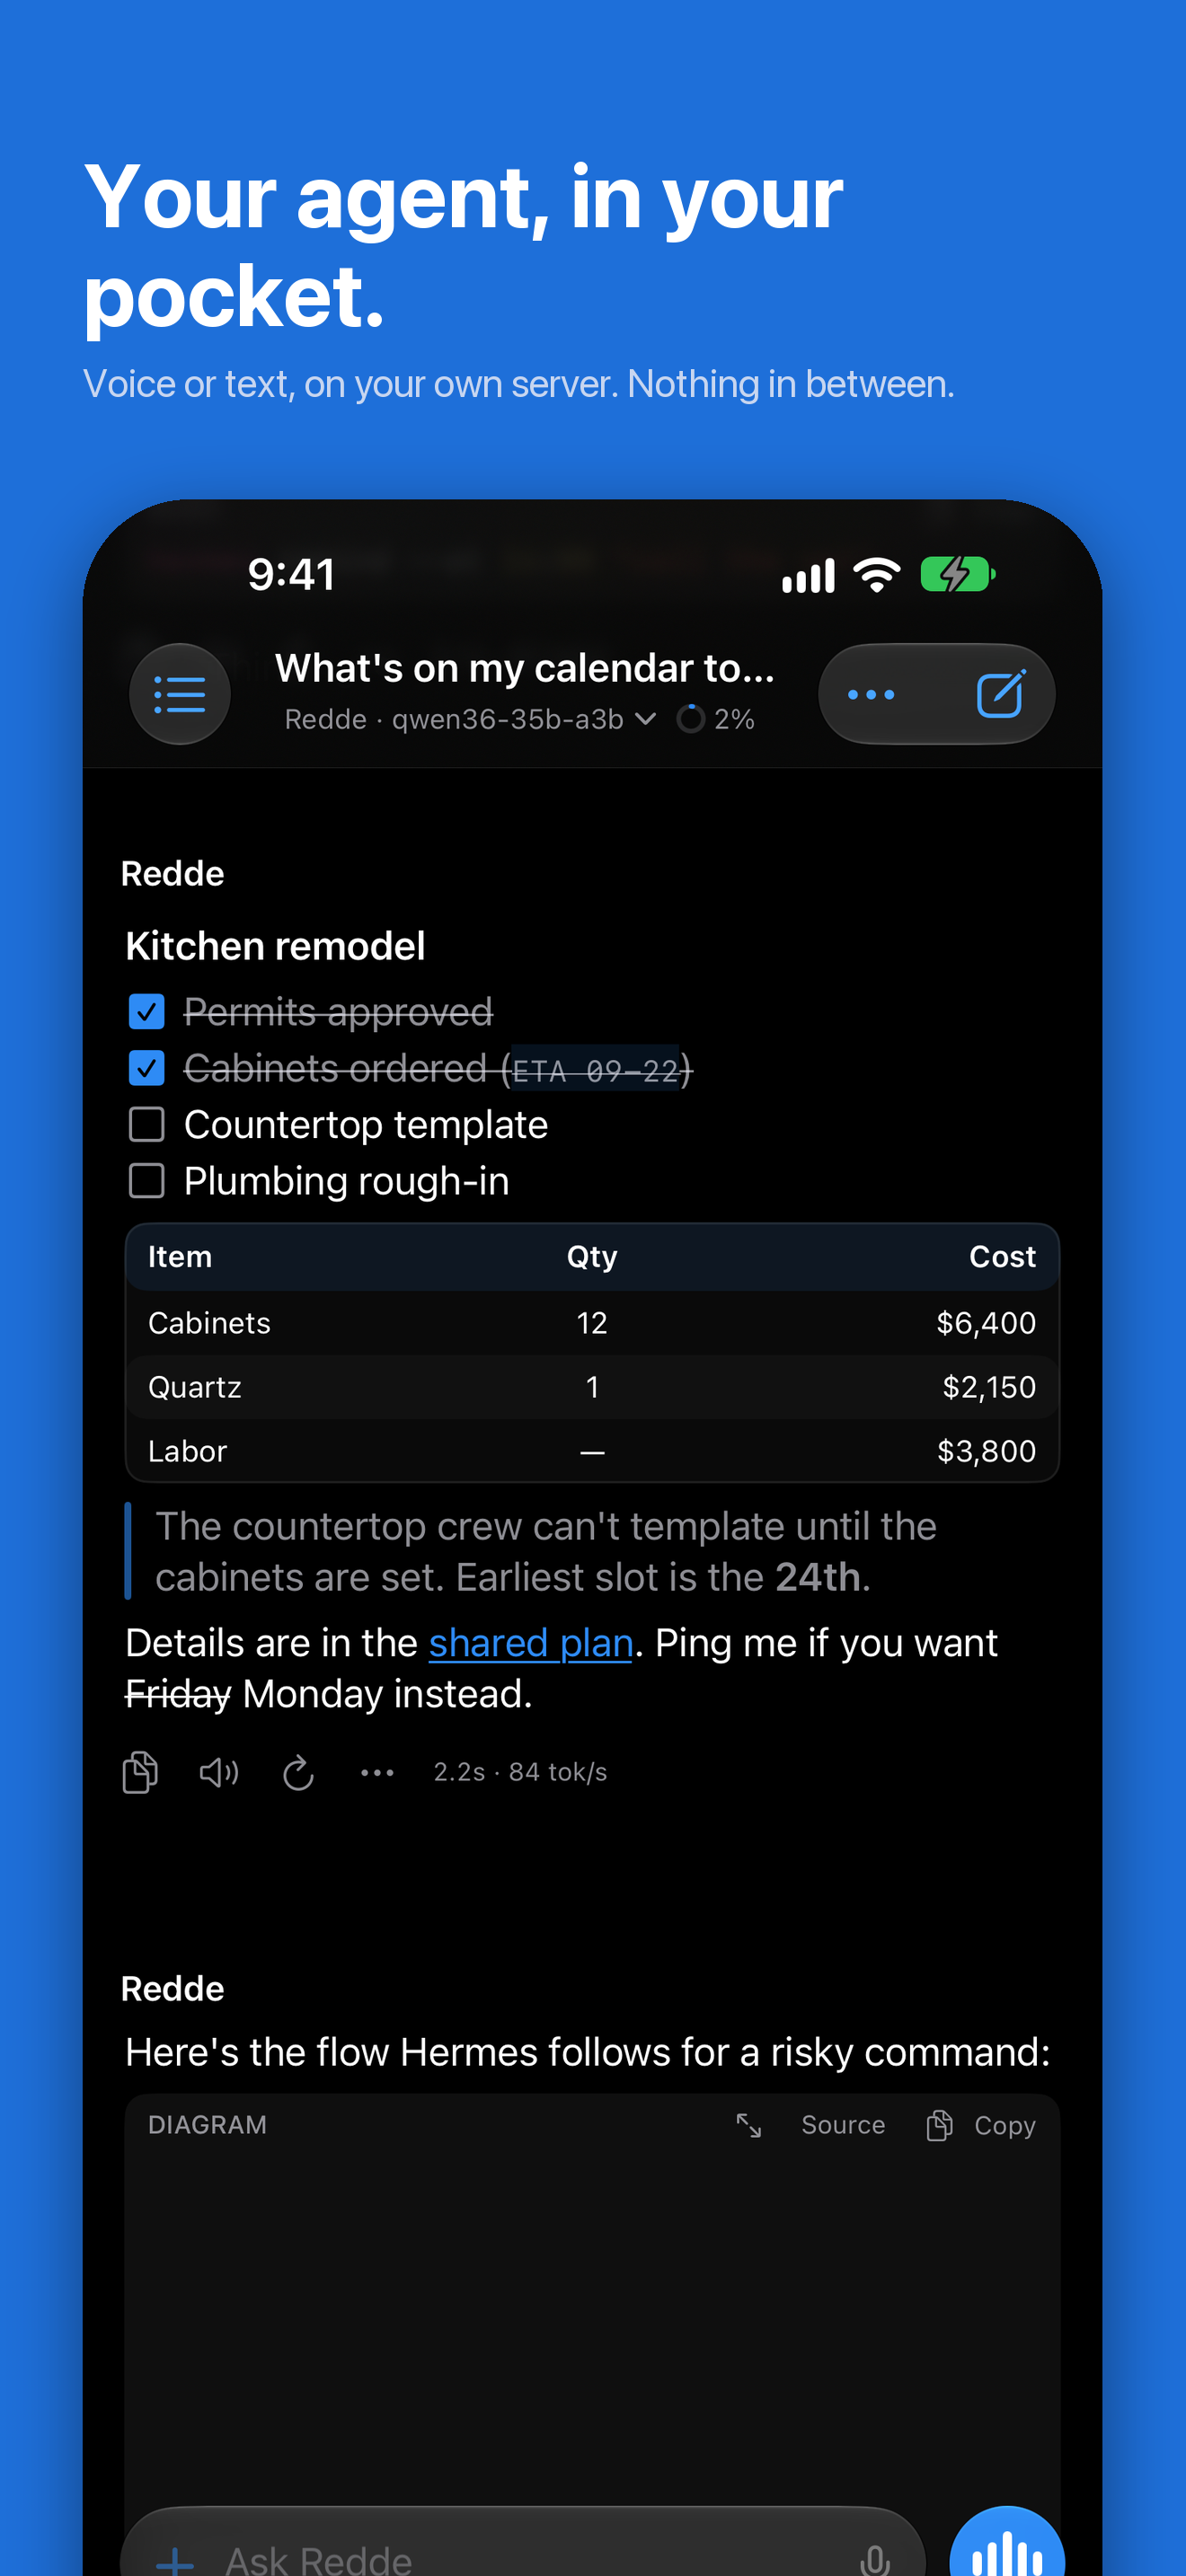 Your agent, in your
pocket.
Voice or text, on your own server. Nothing in between.
9:41
What's on my calendar to...
Redde · qwen36-35b-a3b 2%
Redde
Kitchen remodel
Permits approved
Cabinets ordered (ETA 09-22)
Countertop template
Plumbing rough-in
Item Qty Cost
Cabinets 12 $6,400
Quartz 1 $2,150
Labor — $3,800
The countertop crew can't template until the
cabinets are set. Earliest slot is the 24th.
Details are in the shared plan. Ping me if you want
Friday Monday instead.
2.2s · 84 tok/s
Redde
Here's the flow Hermes follows for a risky command:
DIAGRAM Source Copy
Ask Redde